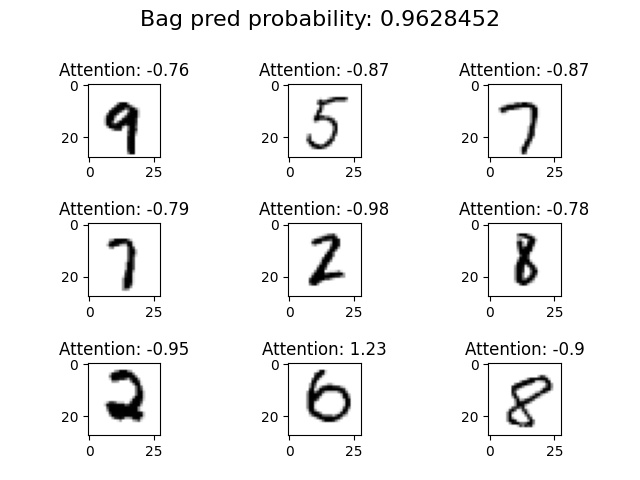 Bag pred probability: 0.9628452
Attention: -0.76 Attention: -0.87 Attention: -0.87
0 0 0
9 5 7
20 20 20
0 25 0 25 0 25
Attention: -0.79 Attention: -0.98 Attention: -0.78
0 0 0
7 2 8
20 20 20
0 25 0 25 0 25
Attention: -0.95 Attention: 1.23 Attention: -0.9
0 0 0
2 6 8
20 20 20
0 25 0 25 0 25